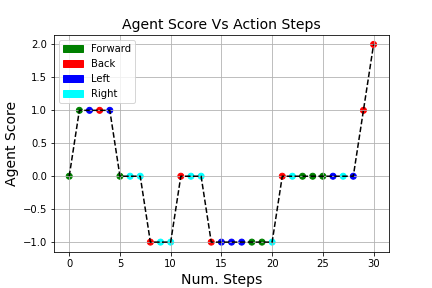 Agent Score Vs Action Steps
Agent Score
2.0
1.5
1.0
0.5
0.0
−0.5
−1.0
Forward
Back
Left
Right
0 5 10 15 20 25 30
Num. Steps